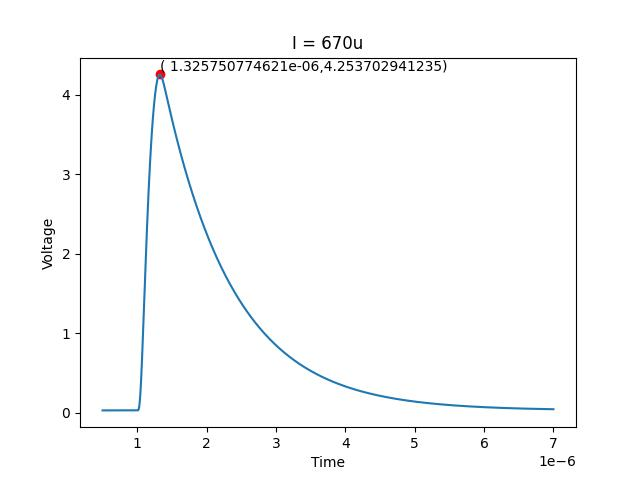 I = 670u
( 1.325750774621e-06,4.253702941235)
Voltage
4
3
2
1
0
1 2 3 4 5 6 7
1e−6
Time